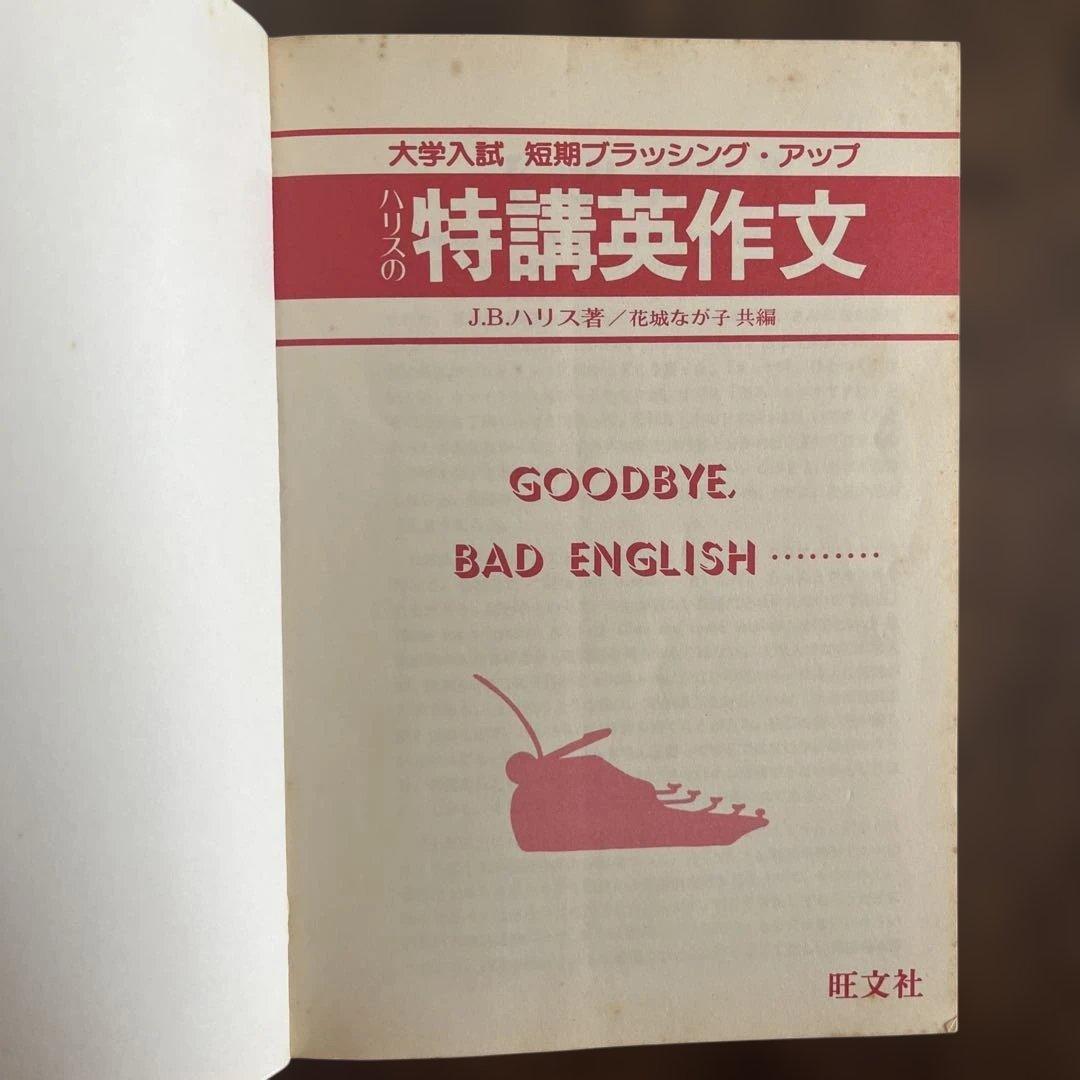 大学入試 短期ブラッシング・アップ
ハリスの
特講英作文
J.B.ハリス著／花城なが子 共編
GOODBYE,
BAD ENGLISH ・・・・・・・・・
旺文社